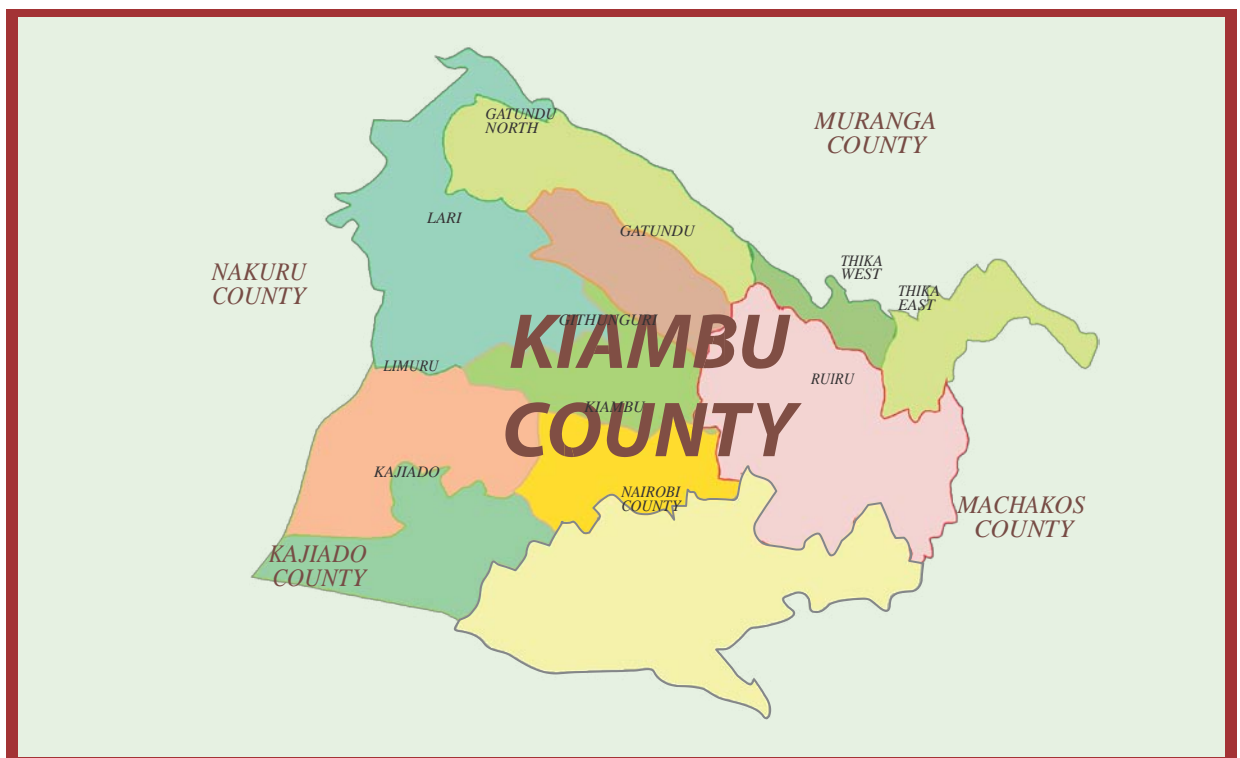 GATUNDU
NORTH
MURANGA
COUNTY
LARI
GATUNDU
THIKA
WEST
NAKURU
COUNTY
THIKA
EAST
GITHUNGURI
KIAMBU
COUNTY
LIMURU
RUIRU
KIAMBU
KAJIADO
NAIROBI
COUNTY
MACHAKOS
COUNTY
KAJIADO
COUNTY